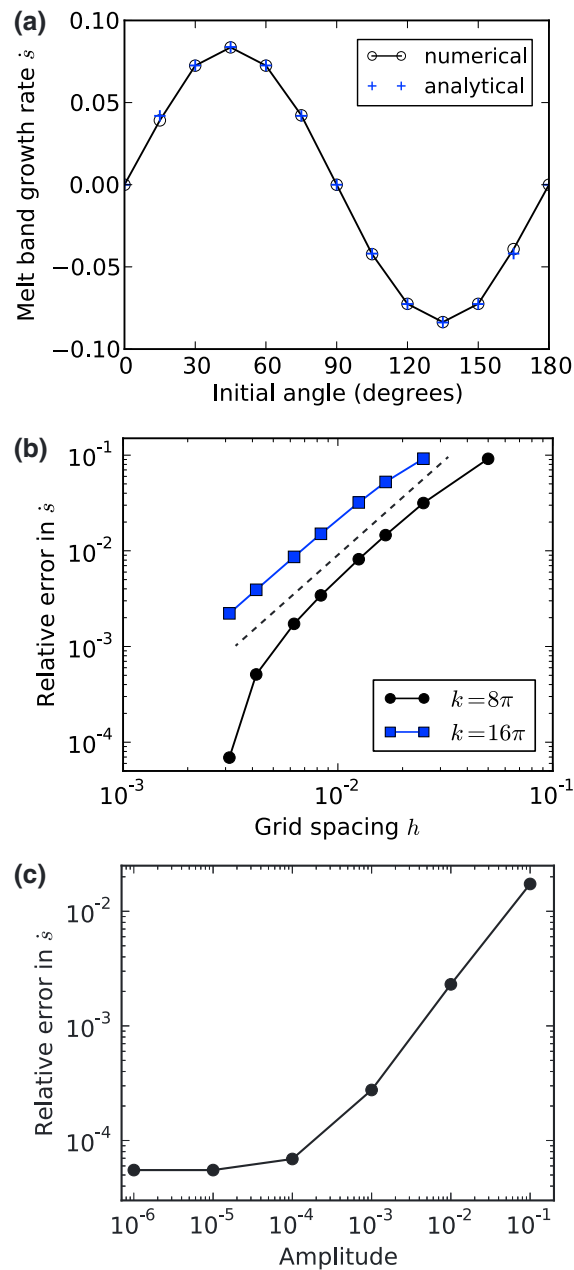 (a)
Melt band growth rate ṡ
0.10
0.05
0.00
−0.05
−0.10
numerical
analytical
0 30 60 90 120 150 180
Initial angle (degrees)
(b)
Relative error in ṡ
10⁻¹
10⁻²
10⁻³
10⁻⁴
k = 8π
k = 16π
10⁻³ 10⁻² 10⁻¹
Grid spacing h
(c)
Relative error in ṡ
10⁻²
10⁻³
10⁻⁴
10⁻⁶ 10⁻⁵ 10⁻⁴ 10⁻³ 10⁻² 10⁻¹
Amplitude